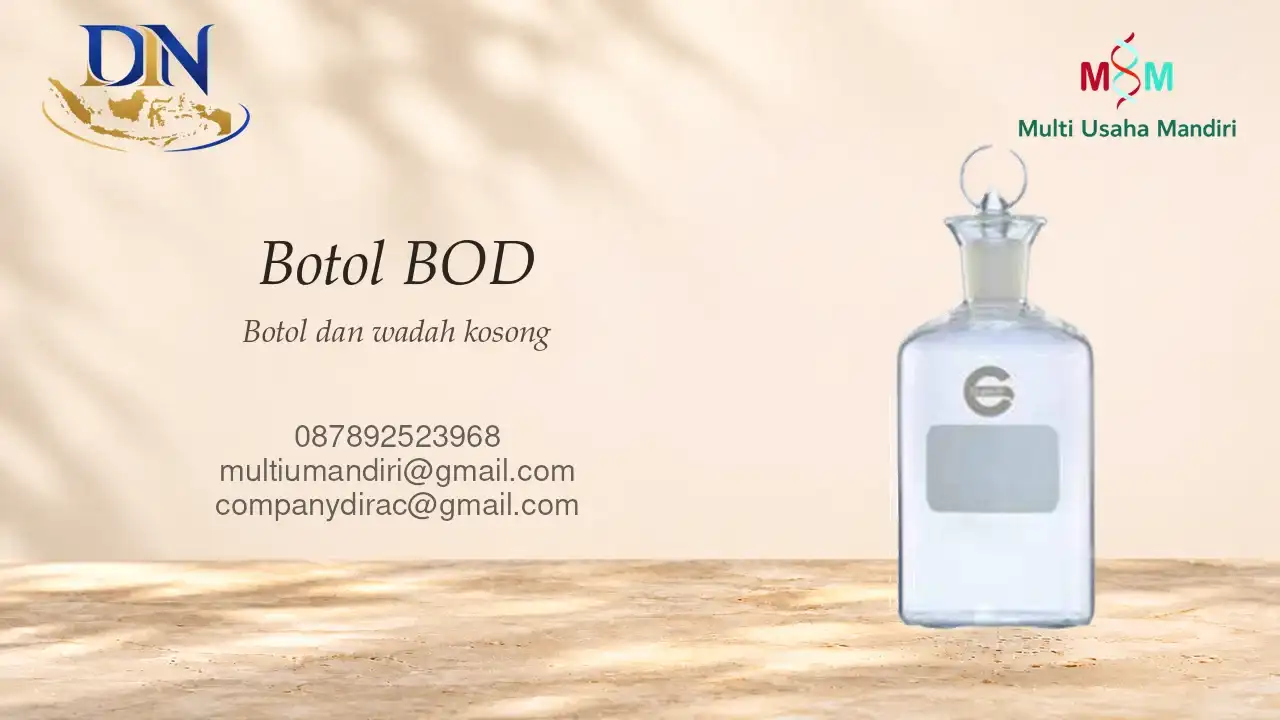 DN
MSM
Multi Usaha Mandiri
Botol BOD
Botol dan wadah kosong
087892523968
multiumandiri@gmail.com
companydirac@gmail.com